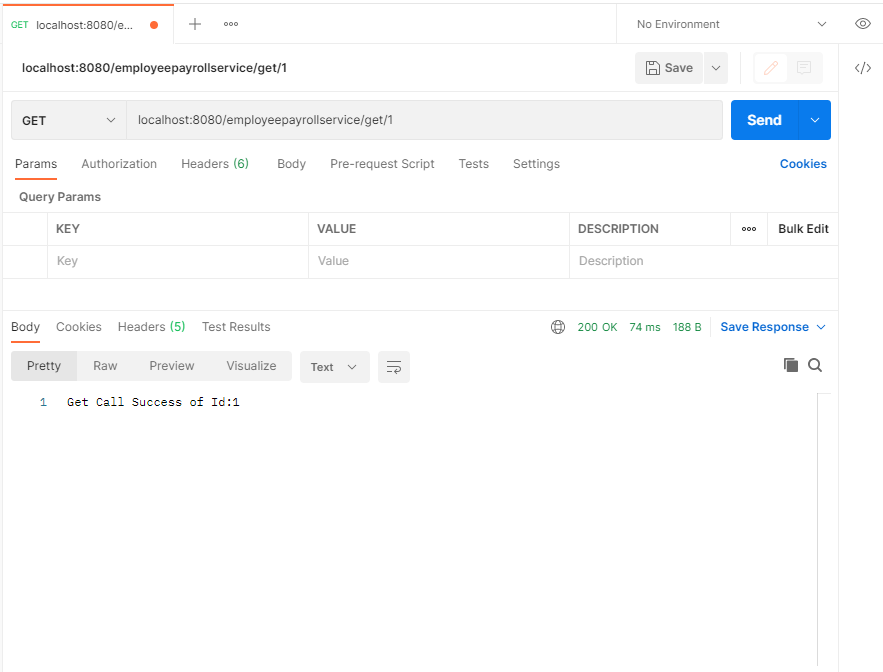 GET localhost:8080/e...
No Environment
localhost:8080/employeepayrollservice/get/1
Save
GET localhost:8080/employeepayrollservice/get/1 Send
Params Authorization Headers (6) Body Pre-request Script Tests Settings Cookies
Query Params
KEY VALUE DESCRIPTION Bulk Edit
Key Value Description
Body Cookies Headers (5) Test Results 200 OK 74 ms 188 B Save Response
Pretty Raw Preview Visualize Text
1 Get Call Success of Id:1